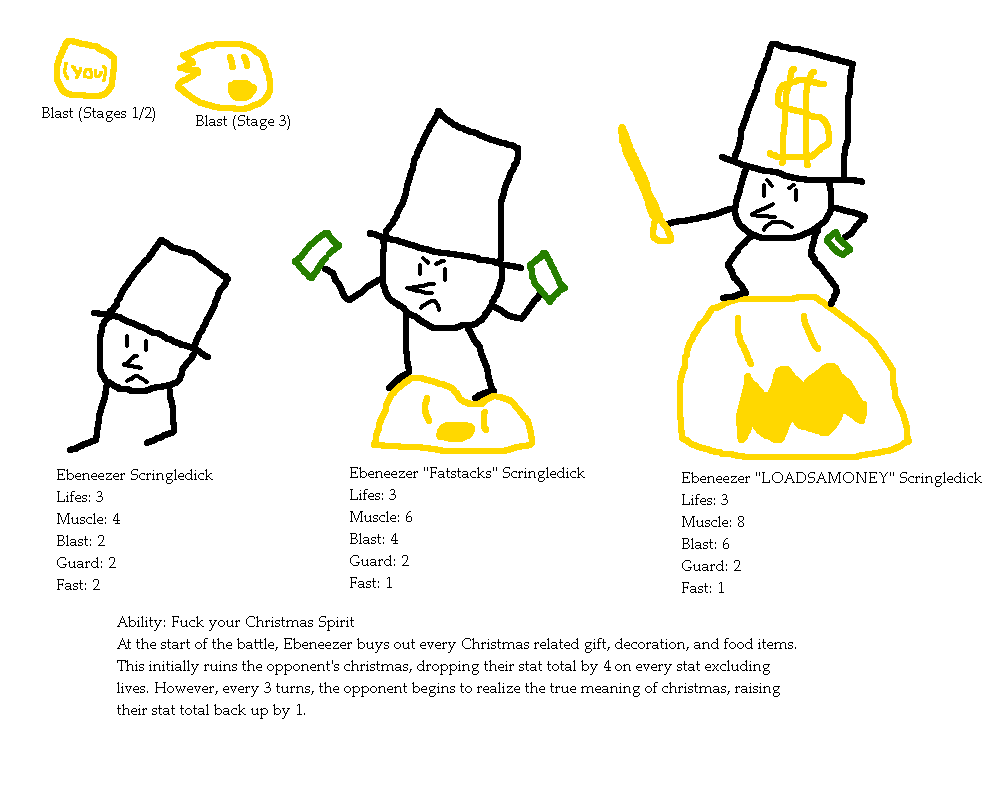 (you)
Blast (Stages 1/2)
Blast (Stage 3)
$
Ebeneezer Scringledick
Lifes: 3
Muscle: 4
Blast: 2
Guard: 2
Fast: 2
Ebeneezer "Fatstacks" Scringledick
Lifes: 3
Muscle: 6
Blast: 4
Guard: 2
Fast: 1
Ebeneezer "LOADSAMONEY" Scringledick
Lifes: 3
Muscle: 8
Blast: 6
Guard: 2
Fast: 1
Ability: Fuck your Christmas Spirit
At the start of the battle, Ebeneezer buys out every Christmas related gift, decoration, and food items.
This initially ruins the opponent's christmas, dropping their stat total by 4 on every stat excluding
lives. However, every 3 turns, the opponent begins to realize the true meaning of christmas, raising
their stat total back up by 1.